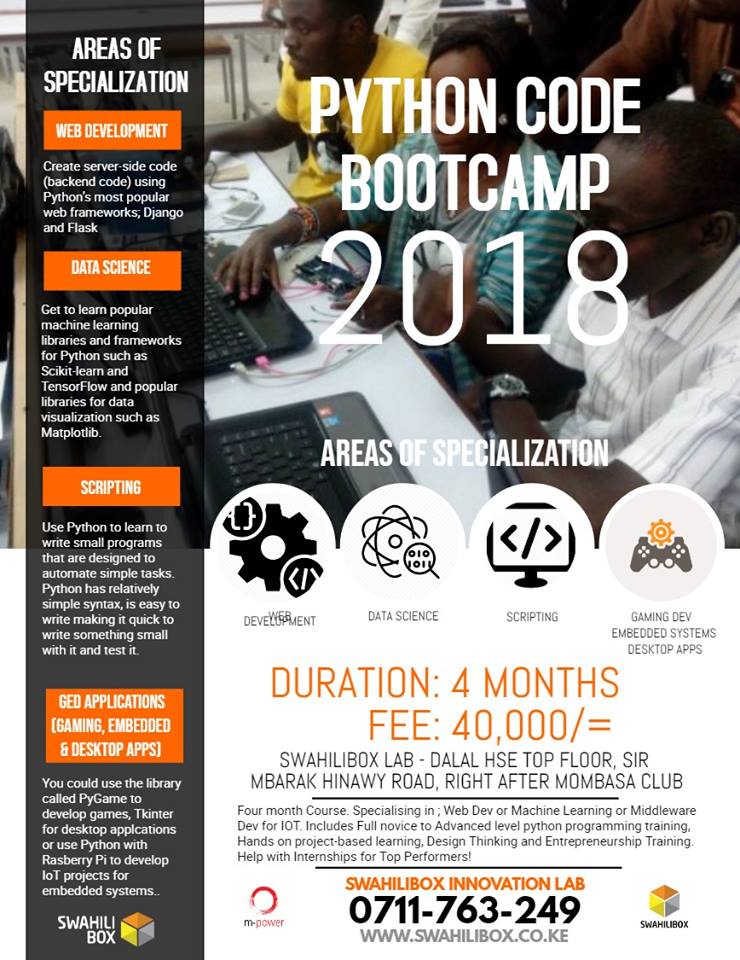 AREAS OF
SPECIALIZATION
WEB DEVELOPMENT
Create server-side code
(backend code) using
Python's most popular
web frameworks; Django
and Flask
DATA SCIENCE
Get to learn popular
machine learning
libraries and frameworks
for Python such as
Scikit-learn and
TensorFlow and popular
libraries for data
visualization such as
Matplotlib.
SCRIPTING
Use Python to learn to
write small programs
that are designed to
automate simple tasks.
Python has relatively
simple syntax, is easy to
write making it quick to
write something small
with it and test it.
GED APPLICATIONS
(GAMING, EMBEDDED
& DESKTOP APPS)
You could use the library
called PyGame to
develop games, Tkinter
for desktop applcations
or use Python with
Rasberry Pi to develop
IoT projects for
embedded systems..
SWAHILI
BOX
PYTHON CODE
BOOTCAMP
2018
AREAS OF SPECIALIZATION
WEB
DEVELOPMENT
DATA SCIENCE
SCRIPTING
GAMING DEV
EMBEDDED SYSTEMS
DESKTOP APPS
DURATION: 4 MONTHS
FEE: 40,000/=
SWAHILIBOX LAB - DALAL HSE TOP FLOOR, SIR
MBARAK HINAWY ROAD, RIGHT AFTER MOMBASA CLUB
Four month Course. Specialising in ; Web Dev or Machine Learning or Middleware
Dev for IOT. Includes Full novice to Advanced level python programming training,
Hands on project-based learning, Design Thinking and Entrepreneurship Training.
Help with Internships for Top Performers!
SWAHILIBOX INNOVATION LAB
0711-763-249
WWW.SWAHILIBOX.CO.KE
m-power
SWAHILIBOX